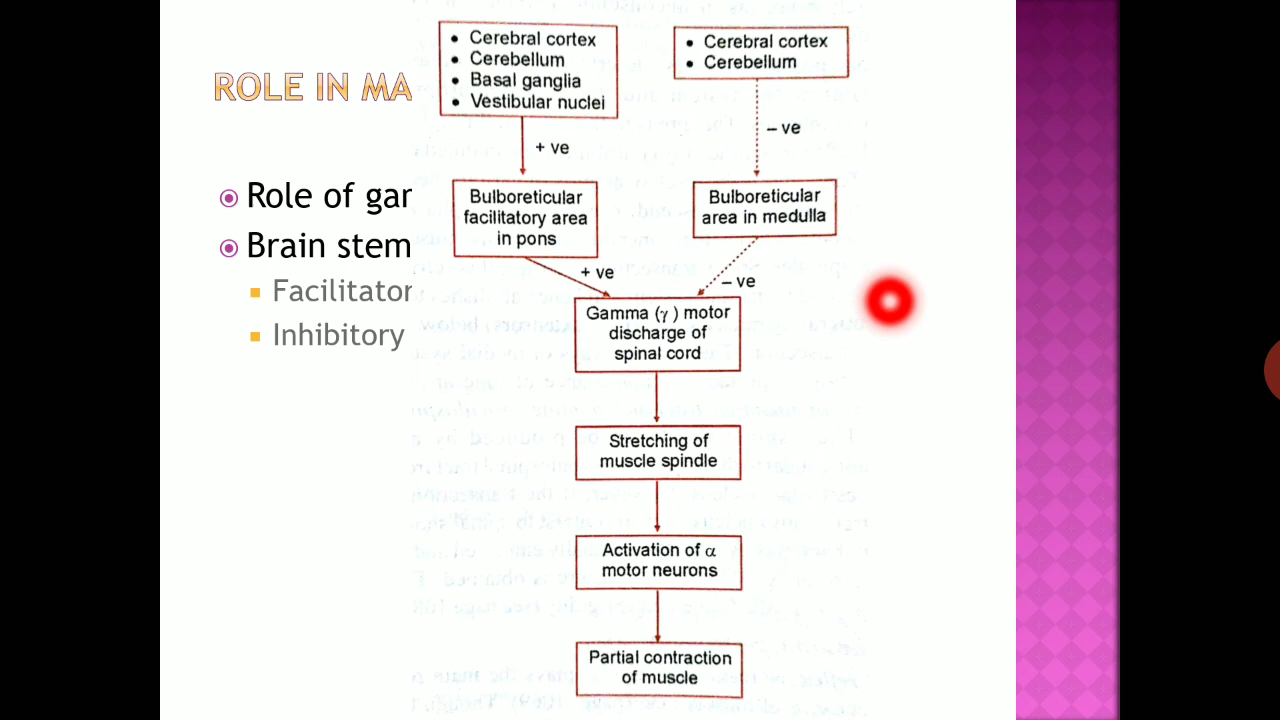 ROLE IN MA
Role of gar
Brain stem
Facilitator
Inhibitory
• Cerebral cortex
• Cerebellum
• Basal ganglia
• Vestibular nuclei
+ ve
Bulboreticular
facilitatory area
in pons
+ ve
• Cerebral cortex
• Cerebellum
– ve
Bulboreticular
area in medulla
– ve
Gamma (γ) motor
discharge of
spinal cord
Stretching of
muscle spindle
Activation of α
motor neurons
Partial contraction
of muscle